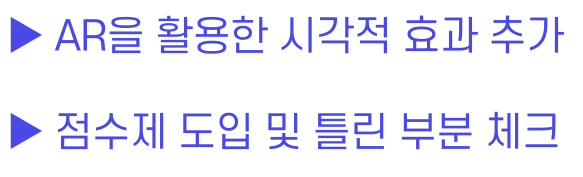 ▶ AR을 활용한 시각적 효과 추가
▶ 점수제 도입 및 틀린 부분 체크